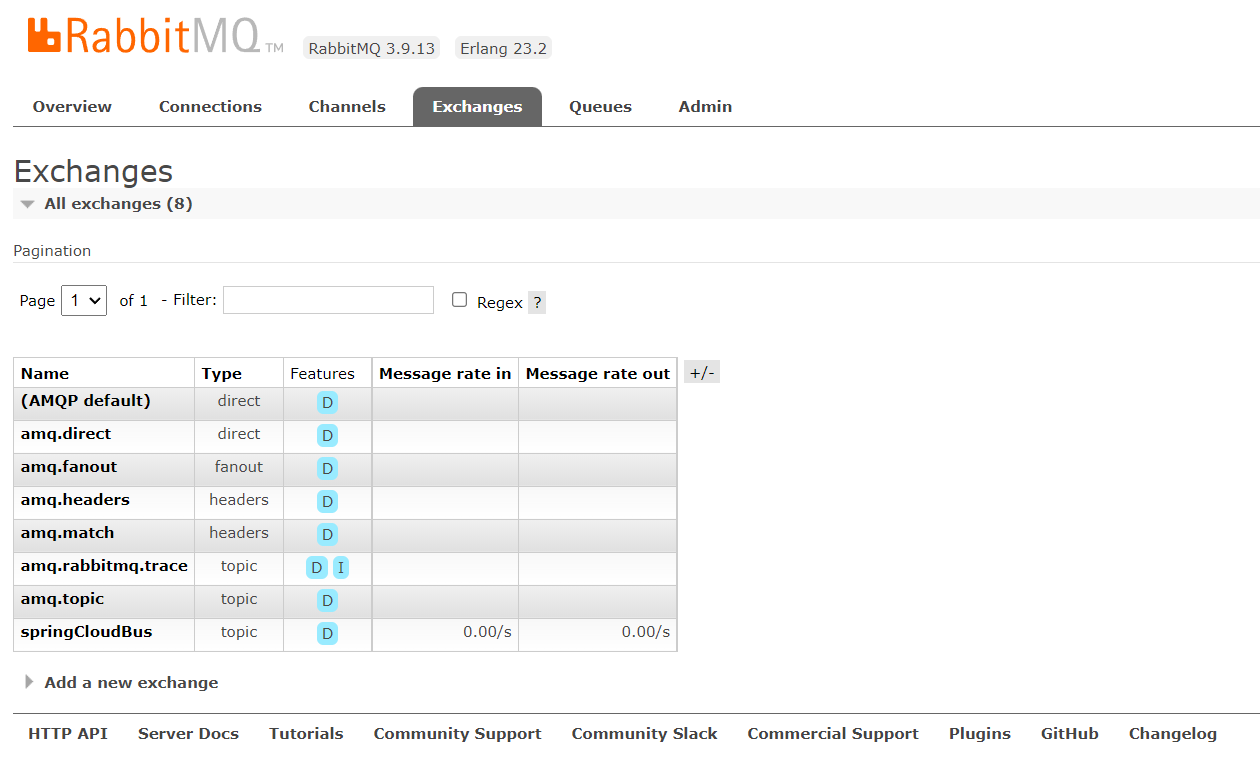 RabbitMQ TM RabbitMQ 3.9.13 Erlang 23.2
Overview Connections Channels Exchanges Queues Admin
Exchanges
All exchanges (8)
Pagination
Page 1 of 1 - Filter: Regex ?
Name Type Features Message rate in Message rate out +/-
(AMQP default) direct D
amq.direct direct D
amq.fanout fanout D
amq.headers headers D
amq.match headers D
amq.rabbitmq.trace topic D I
amq.topic topic D
springCloudBus topic D 0.00/s 0.00/s
Add a new exchange
HTTP API Server Docs Tutorials Community Support Community Slack Commercial Support Plugins GitHub Changelog